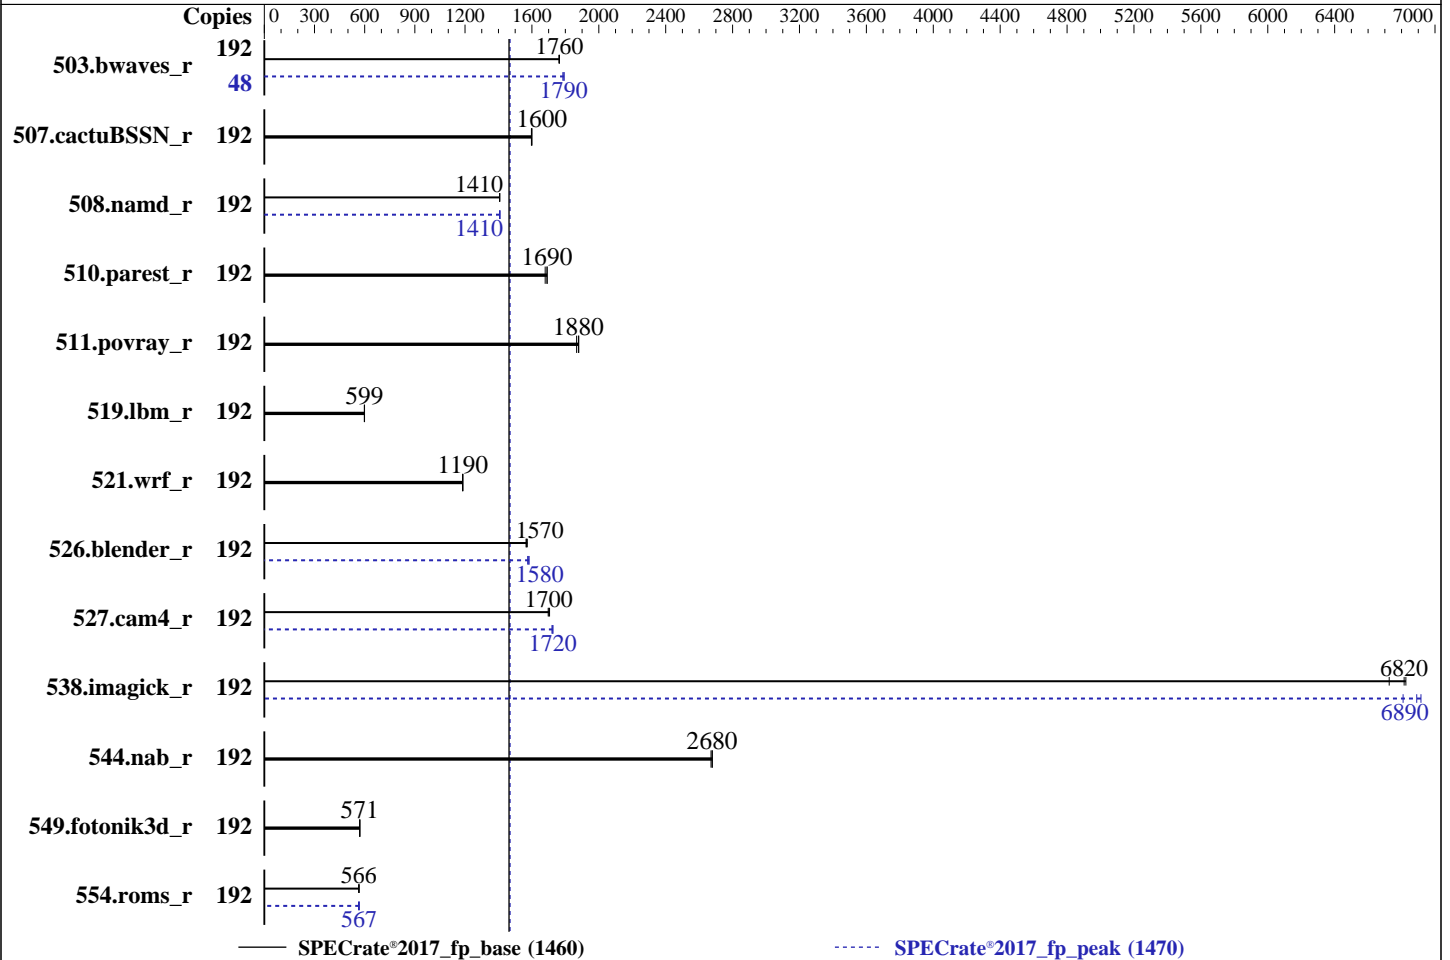 Copies 0 300 600 900 1200 1600 2000 2400 2800 3200 3600 4000 4400 4800 5200 5600 6000 6400 7000
503.bwaves_r 192 1760
48 1790
507.cactuBSSN_r 192 1600
508.namd_r 192 1410
1410
510.parest_r 192 1690
511.povray_r 192 1880
519.lbm_r 192 599
521.wrf_r 192 1190
526.blender_r 192 1570
1580
527.cam4_r 192 1700
1720
538.imagick_r 192 6820
6890
544.nab_r 192 2680
549.fotonik3d_r 192 571
554.roms_r 192 566
567
SPECrate®2017_fp_base (1460) SPECrate®2017_fp_peak (1470)